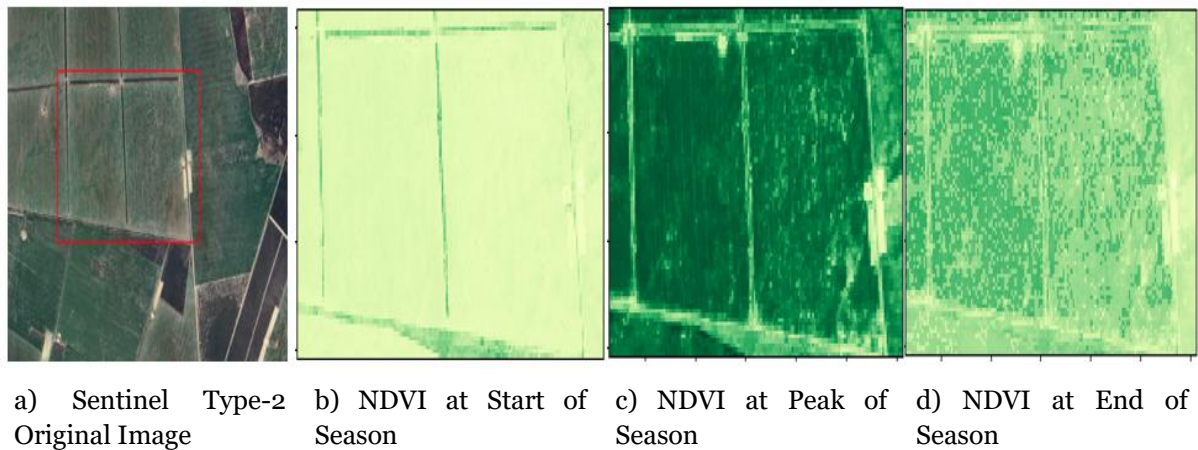 a) Sentinel Type-2
Original Image
b) NDVI at Start of
Season
c) NDVI at Peak of
Season
d) NDVI at End of
Season